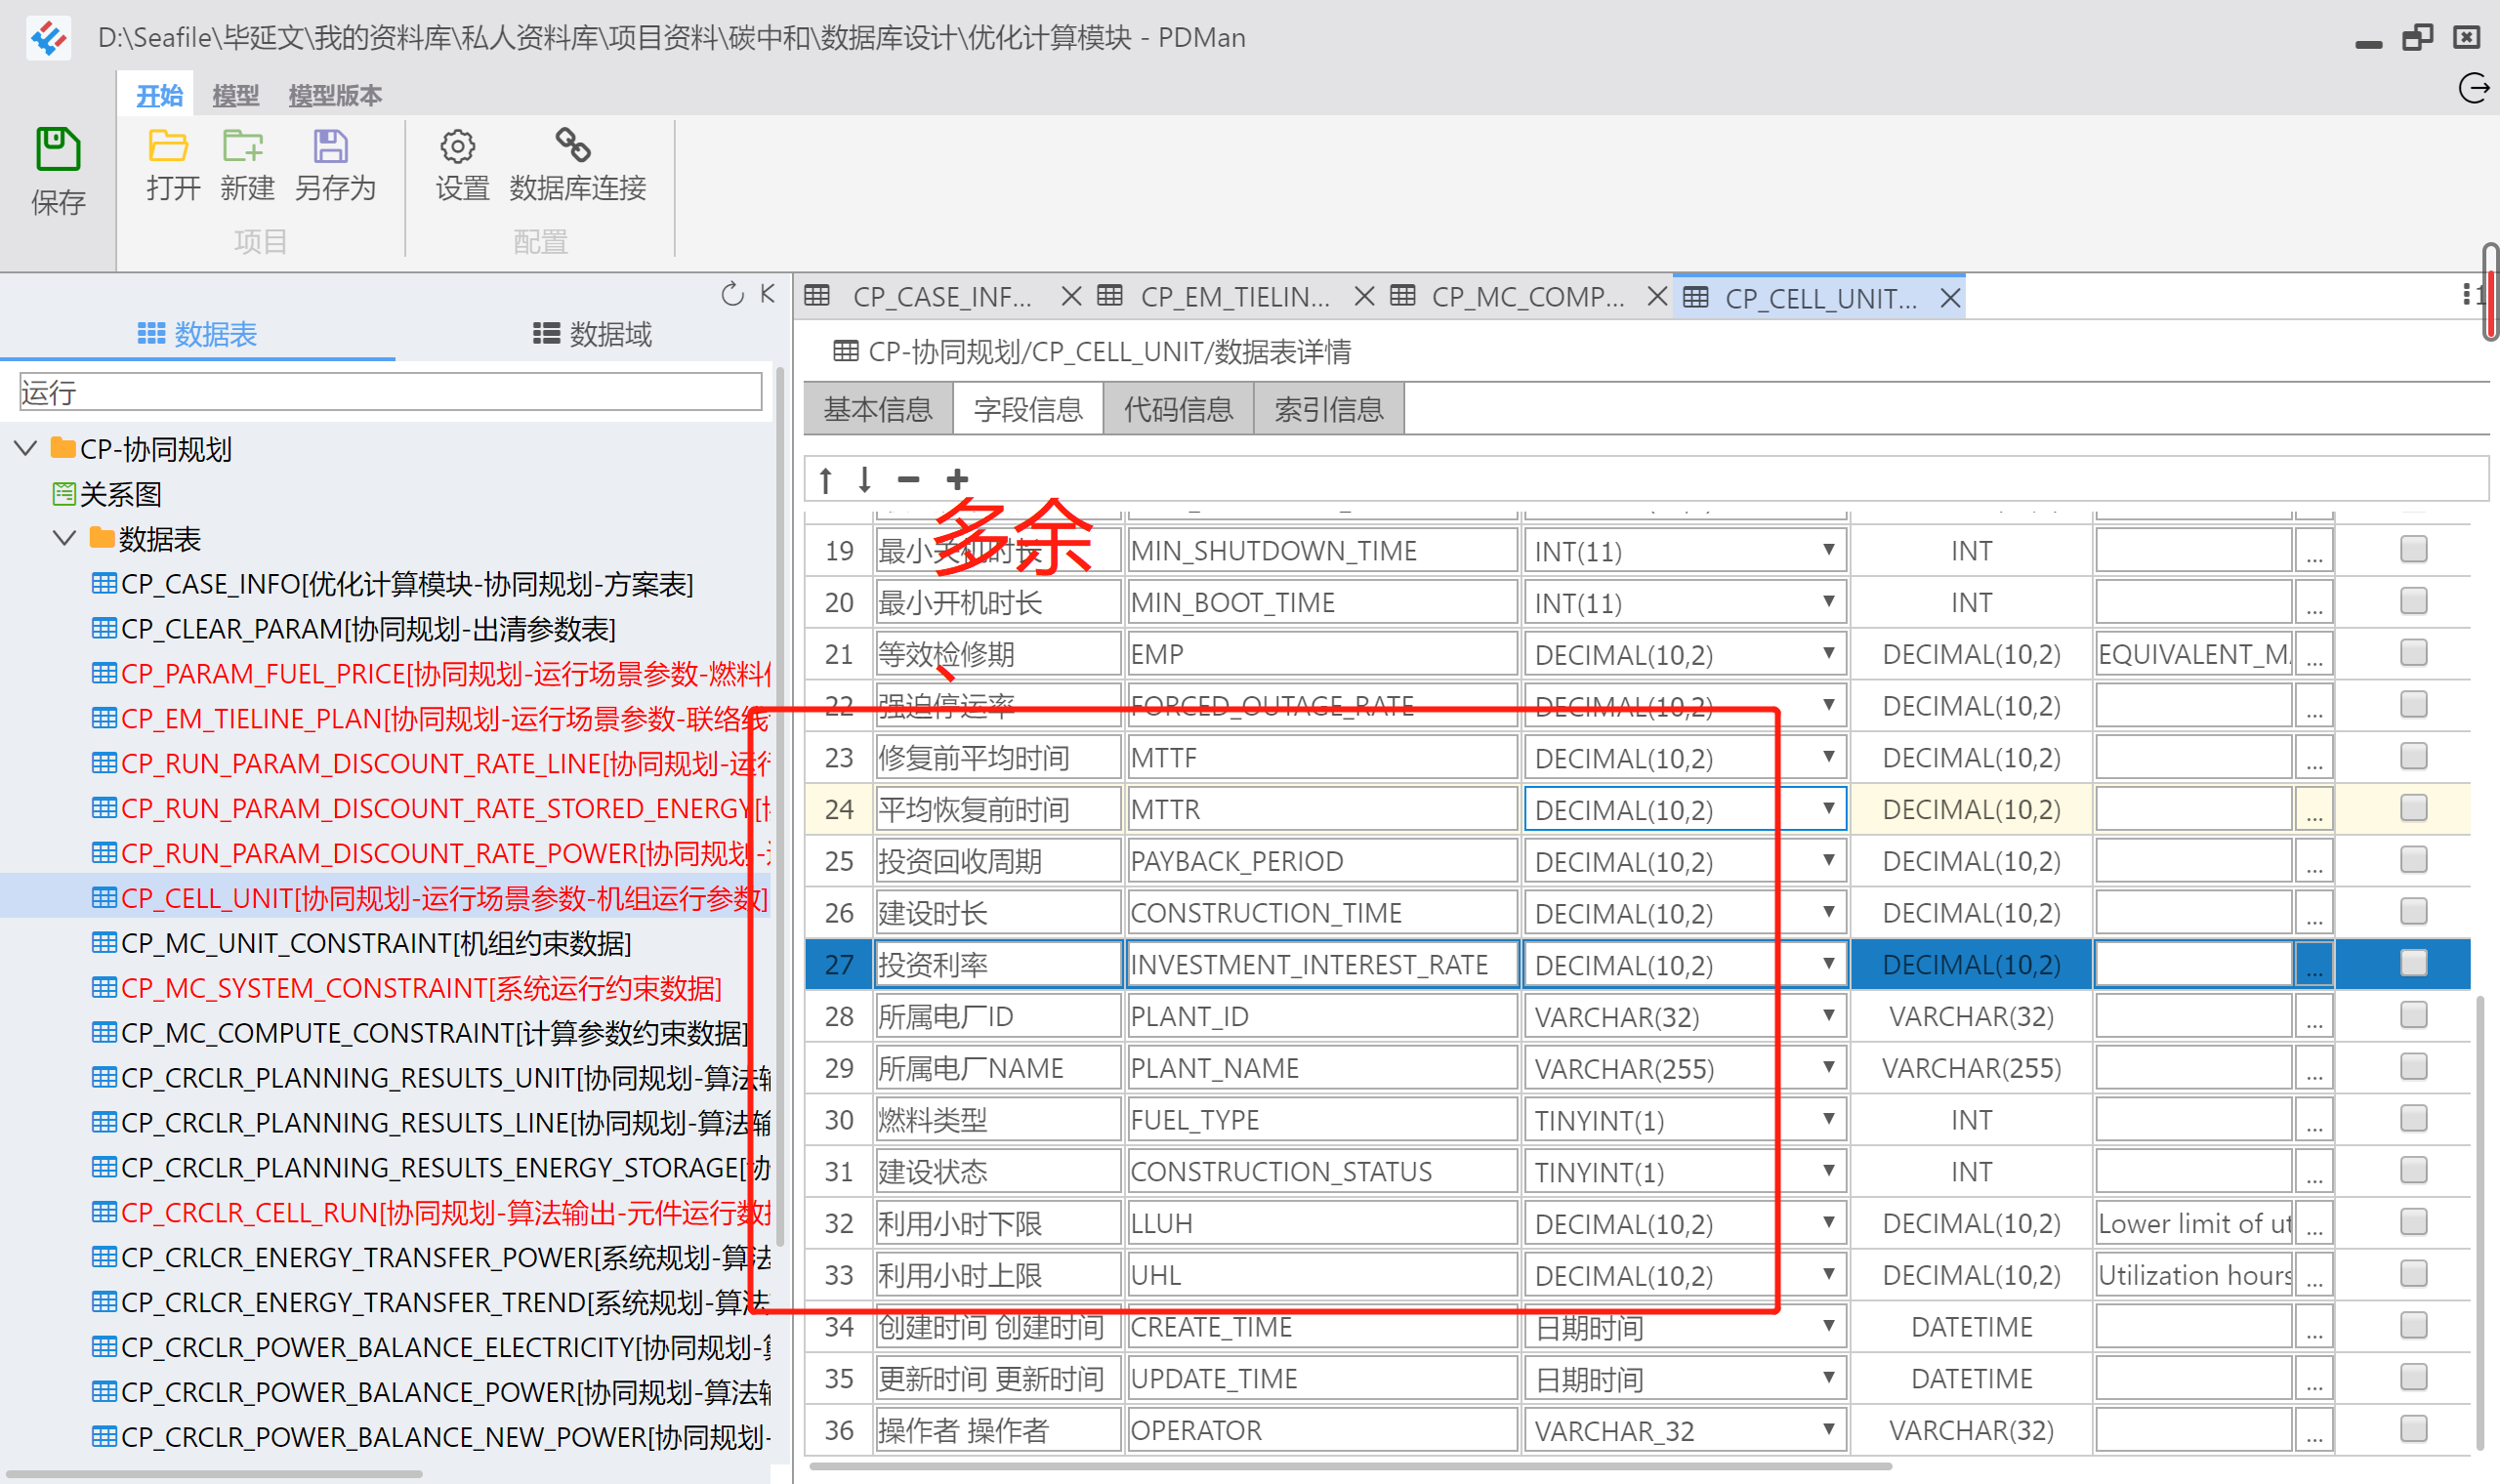 D:\Seafile\毕延文\我的资料库\私人资料库\项目资料\碳中和\数据库设计\优化计算模块 - PDMan
开始 模型 模型版本
保存
打开 新建 另存为
项目
设置 数据库连接
配置
数据表 数据域
运行
CP-协同规划
关系图
数据表
CP_CASE_INFO[优化计算模块-协同规划-方案表]
CP_CLEAR_PARAM[协同规划-出清参数表]
CP_PARAM_FUEL_PRICE[协同规划-运行场景参数-燃料
CP_EM_TIELINE_PLAN[协同规划-运行场景参数-联络线
CP_RUN_PARAM_DISCOUNT_RATE_LINE[协同规划-运行
CP_RUN_PARAM_DISCOUNT_RATE_STORED_ENERGY[
CP_RUN_PARAM_DISCOUNT_RATE_POWER[协同规划-
CP_CELL_UNIT[协同规划-运行场景参数-机组运行参数]
CP_MC_UNIT_CONSTRAINT[机组约束数据]
CP_MC_SYSTEM_CONSTRAINT[系统运行约束数据]
CP_MC_COMPUTE_CONSTRAINT[计算参数约束数据]
CP_CRCLR_PLANNING_RESULTS_UNIT[协同规划-算法输
CP_CRCLR_PLANNING_RESULTS_LINE[协同规划-算法输
CP_CRCLR_PLANNING_RESULTS_ENERGY_STORAGE[协
CP_CRCLR_CELL_RUN[协同规划-算法输出-元件运行数据
CP_CRLCR_ENERGY_TRANSFER_POWER[系统规划-算法
CP_CRLCR_ENERGY_TRANSFER_TREND[系统规划-算法
CP_CRCLR_POWER_BALANCE_ELECTRICITY[协同规划-算
CP_CRCLR_POWER_BALANCE_POWER[协同规划-算法输
CP_CRCLR_POWER_BALANCE_NEW_POWER[协同规划-
CP_CASE_INF... CP_EM_TIELIN... CP_MC_COMP... CP_CELL_UNIT... 1
CP-协同规划/CP_CELL_UNIT/数据表详情
基本信息 字段信息 代码信息 索引信息
多余
19 最小关机时长 MIN_SHUTDOWN_TIME INT(11) INT ...
20 最小开机时长 MIN_BOOT_TIME INT(11) INT ...
21 等效检修期 EMP DECIMAL(10,2) DECIMAL(10,2) EQUIVALENT_MA ...
、
22 强迫停运率 FORCED_OUTAGE_RATE DECIMAL(10,2) DECIMAL(10,2) ...
23 修复前平均时间 MTTF DECIMAL(10,2) DECIMAL(10,2) ...
24 平均恢复前时间 MTTR DECIMAL(10,2) DECIMAL(10,2) ...
25 投资回收周期 PAYBACK_PERIOD DECIMAL(10,2) DECIMAL(10,2) ...
26 建设时长 CONSTRUCTION_TIME DECIMAL(10,2) DECIMAL(10,2) ...
27 投资利率 INVESTMENT_INTEREST_RATE DECIMAL(10,2) DECIMAL(10,2) ...
28 所属电厂ID PLANT_ID VARCHAR(32) VARCHAR(32) ...
29 所属电厂NAME PLANT_NAME VARCHAR(255) VARCHAR(255) ...
30 燃料类型 FUEL_TYPE TINYINT(1) INT ...
31 建设状态 CONSTRUCTION_STATUS TINYINT(1) INT ...
32 利用小时下限 LLUH DECIMAL(10,2) DECIMAL(10,2) Lower limit of ut ...
33 利用小时上限 UHL DECIMAL(10,2) DECIMAL(10,2) Utilization hours ...
34 创建时间 创建时间 CREATE_TIME 日期时间 DATETIME ...
35 更新时间 更新时间 UPDATE_TIME 日期时间 DATETIME ...
36 操作者 操作者 OPERATOR VARCHAR_32 VARCHAR(32) ...